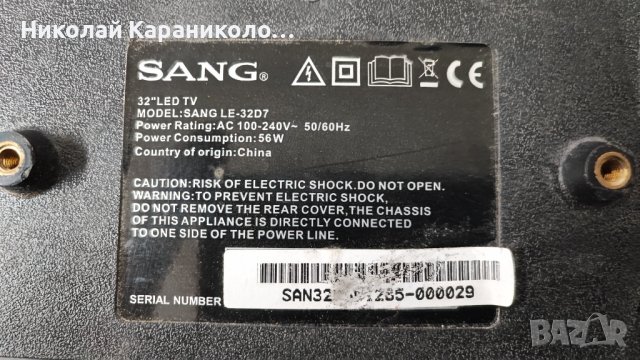 Николай Караниколо...
SANG®
CE
32"LED TV
MODEL:SANG LE-32D7
Power Rating:AC 100-240V~ 50/60Hz
Power Consumption:56W
Country of origin:China
CAUTION:RISK OF ELECTRIC SHOCK.DO NOT OPEN.
WARNING:TO PREVENT ELECTRIC SHOCK,
DO NOT REMOVE THE REAR COVER,THE CHASSIS
OF THIS APPLIANCE IS DIRECTLY CONNECTED
TO ONE SIDE OF THE POWER LINE.
SERIAL NUMBER
BAZAR